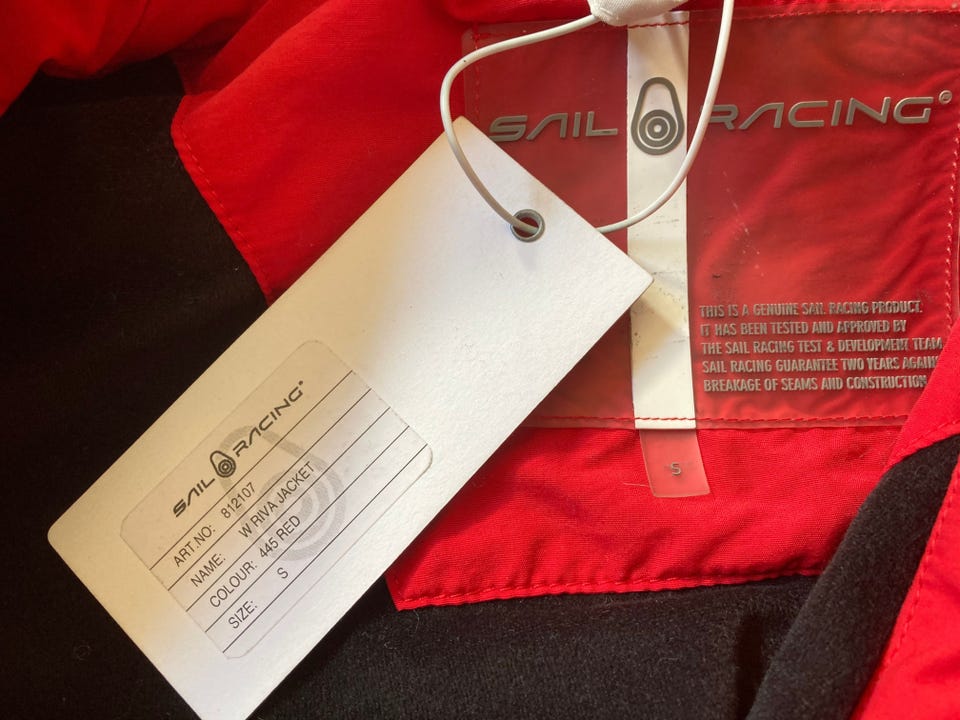 SAIL RACING
THIS IS A GENUINE SAIL RACING PRODUCT.
IT HAS BEEN TESTED AND APPROVED BY
THE SAIL RACING TEST & DEVELOPMENT TEAM
SAIL RACING GUARANTEE TWO YEARS AGAIN
BREAKAGE OF SEAMS AND CONSTRUCTION
S
SAIL RACING
ART.NO: 812107
NAME: W RIVA JACKET
COLOUR: 445 RED
SIZE: S